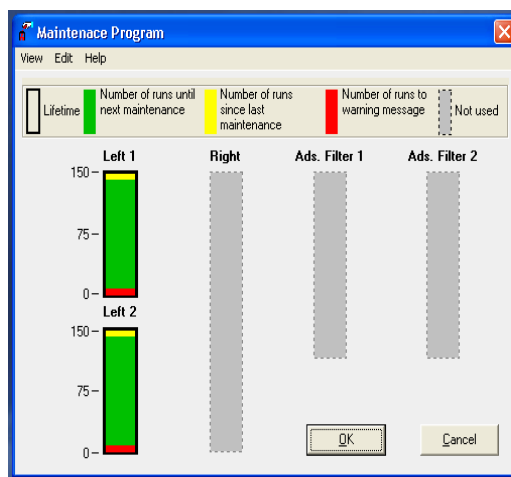 Maintenace Program
View Edit Help
Lifetime
Number of runs until
next maintenance
Number of runs
since last
maintenance
Number of runs to
warning message
Not used
Left 1
Right
Ads. Filter 1
Ads. Filter 2
150
75
0
Left 2
150
75
0
OK
Cancel